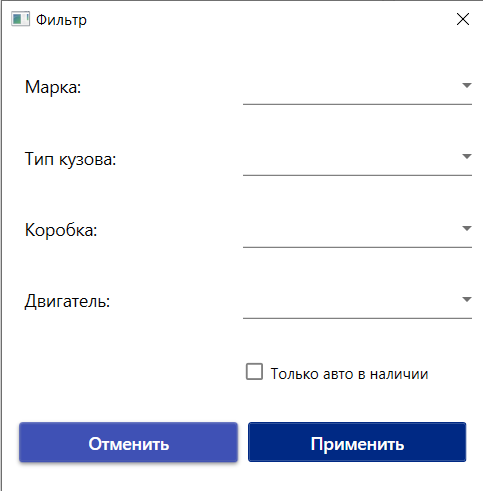 Фильтр
Марка:
Тип кузова:
Коробка:
Двигатель:
Только авто в наличии
Отменить Применить